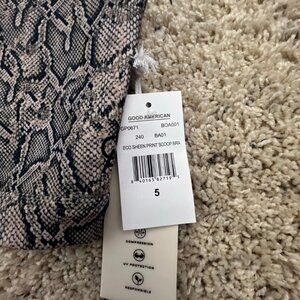 GOOD AMERICAN
GP0671 BOA001
240 BA01
ECO SHEEN PRINT SCOOP BRA
5
COMPRESSION
UV PROTECTION
RESPONSIBLE